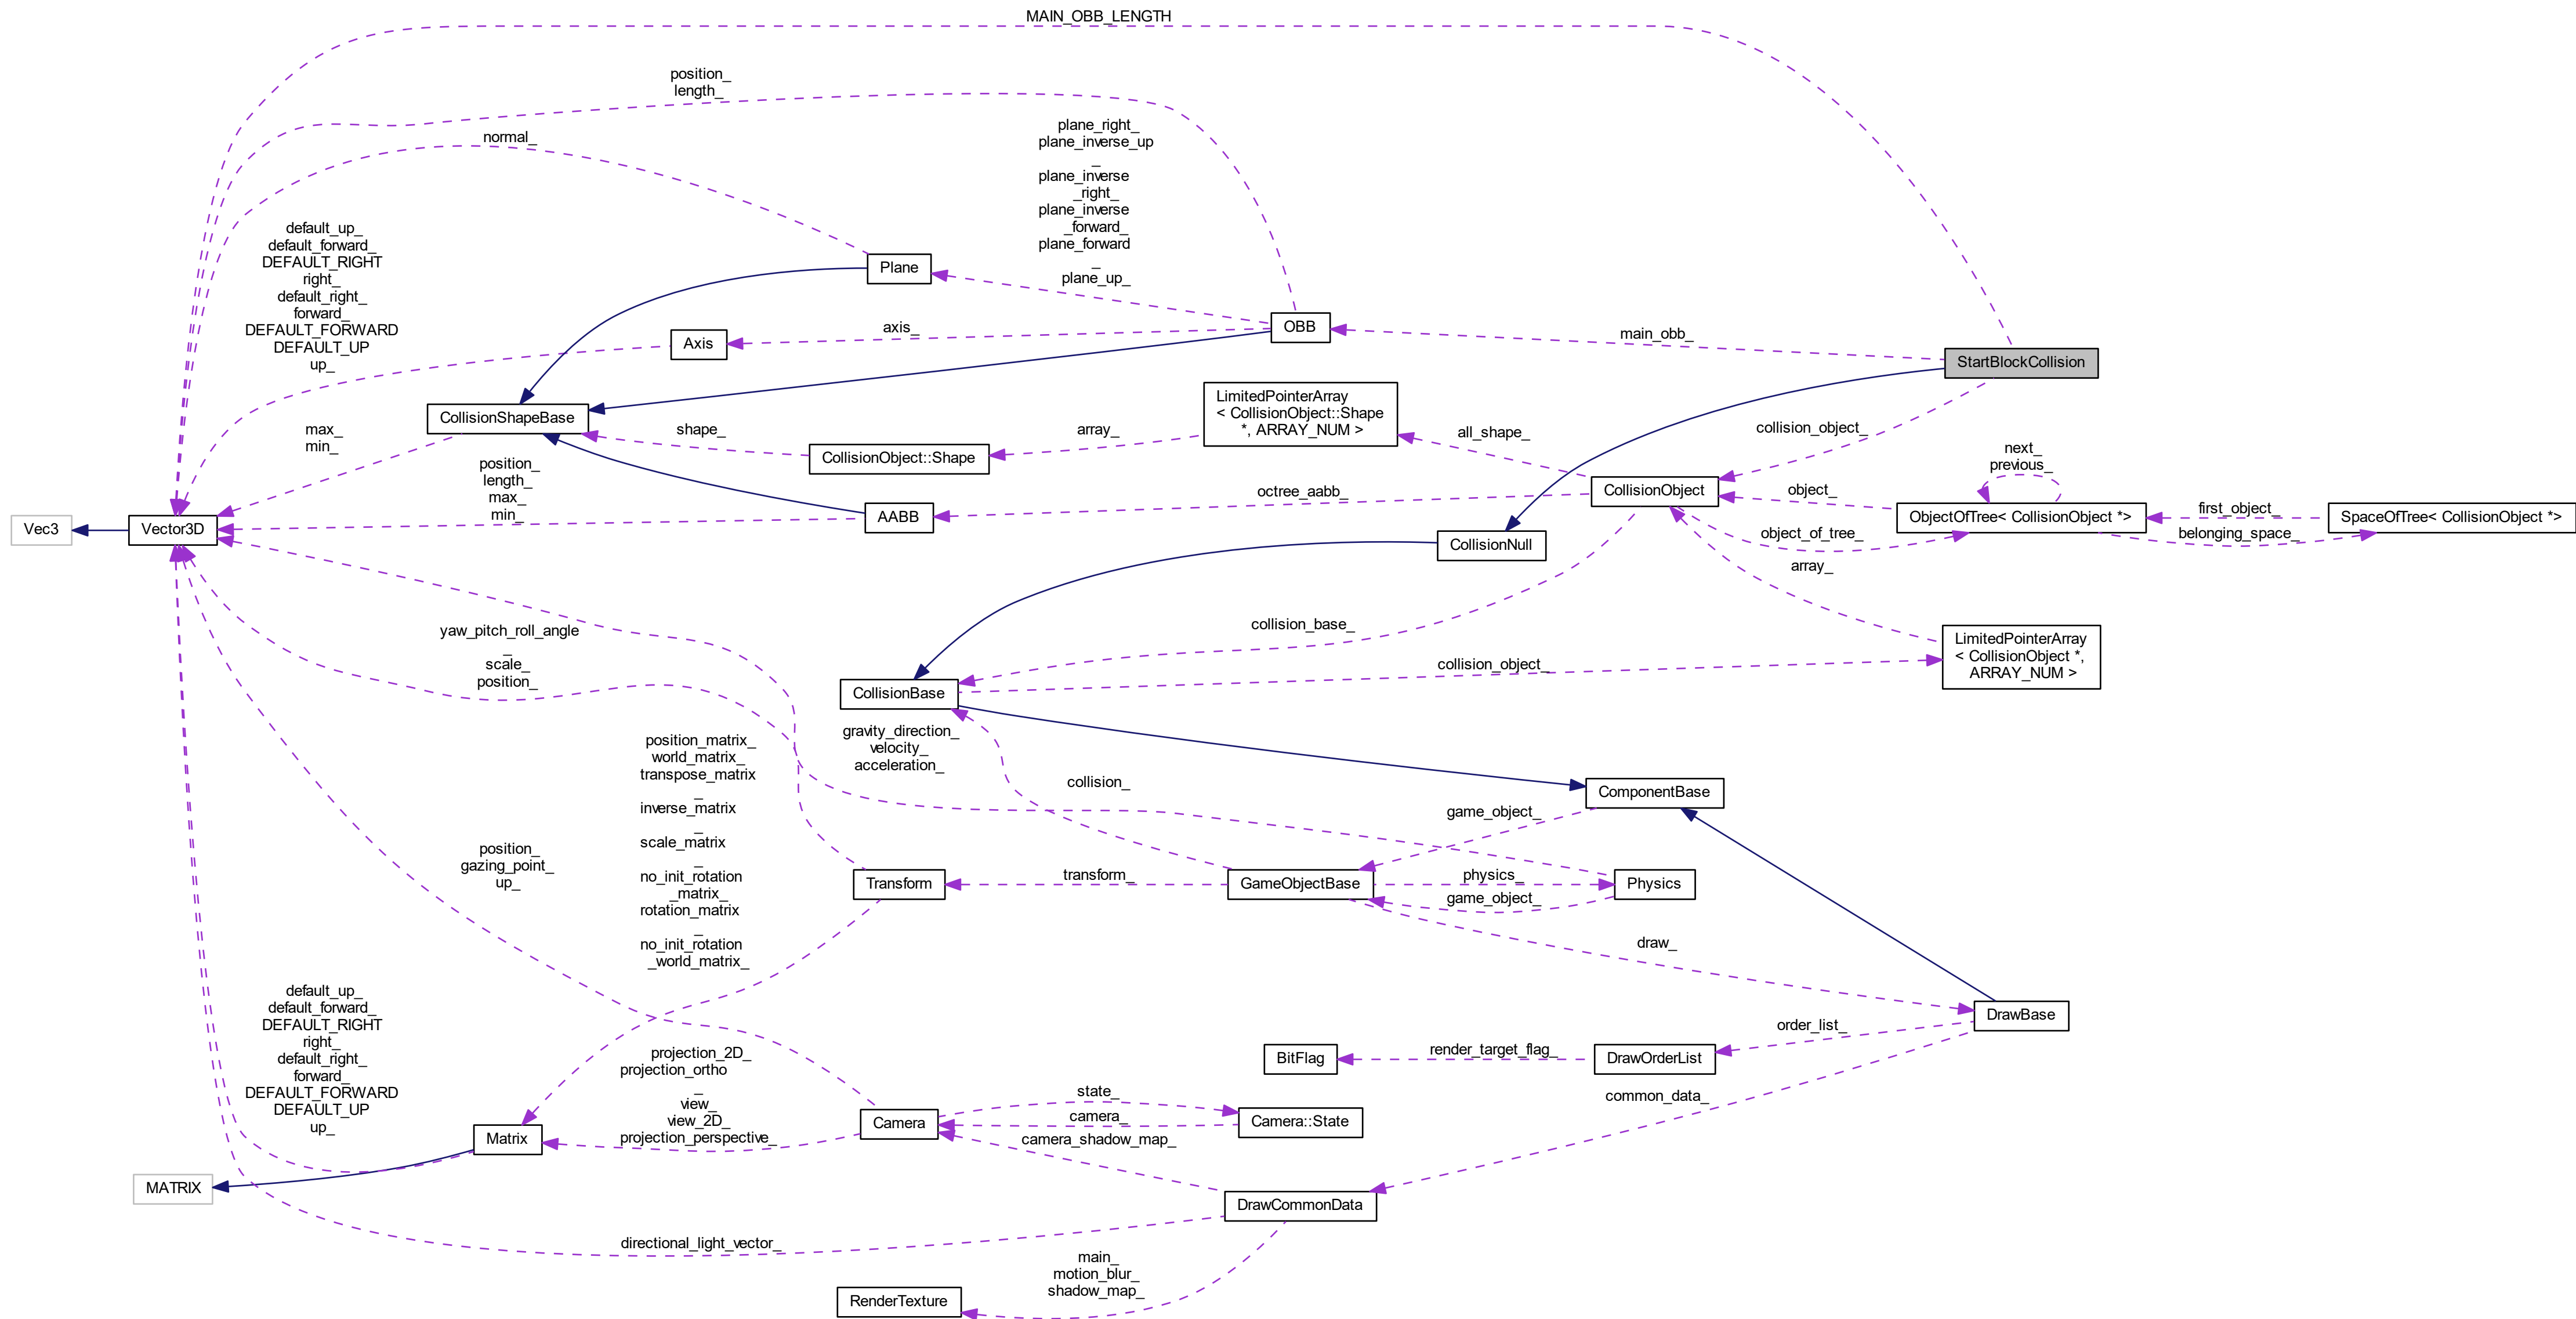 MAIN_OBB_LENGTH
position_
length_
normal_
plane_right_
plane_inverse_up
_
plane_inverse
_right_
plane_inverse
_forward_
plane_forward
_
plane_up_
default_up_
default_forward_
DEFAULT_RIGHT
right_
default_right_
forward_
DEFAULT_FORWARD
DEFAULT_UP
up_
Plane
OBB
axis_
Axis
main_obb_
StartBlockCollision
CollisionShapeBase
max_
min_
shape_
CollisionObject::Shape
array_
LimitedPointerArray
< CollisionObject::Shape
*, ARRAY_NUM >
all_shape_
collision_object_
position_
length_
max_
min_
octree_aabb_
AABB
CollisionObject
object_
next_
previous_
ObjectOfTree< CollisionObject *>
first_object_
belonging_space_
SpaceOfTree< CollisionObject *>
object_of_tree_
array_
Vec3
Vector3D
CollisionNull
collision_base_
LimitedPointerArray
< CollisionObject *,
ARRAY_NUM >
collision_object_
CollisionBase
yaw_pitch_roll_angle
_
scale_
position_
gravity_direction_
velocity_
acceleration_
collision_
ComponentBase
game_object_
position_matrix_
world_matrix_
transpose_matrix
_
inverse_matrix
_
scale_matrix
_
no_init_rotation
_matrix_
rotation_matrix
_
no_init_rotation
_world_matrix_
position_
gazing_point_
up_
Transform
transform_
GameObjectBase
physics_
game_object_
Physics
draw_
DrawBase
order_list_
DrawOrderList
render_target_flag_
BitFlag
common_data_
default_up_
default_forward_
DEFAULT_RIGHT
right_
default_right_
forward_
DEFAULT_FORWARD
DEFAULT_UP
up_
projection_2D_
projection_ortho
_
view_
view_2D_
projection_perspective_
Matrix
Camera
state_
camera_
camera_shadow_map_
Camera::State
MATRIX
DrawCommonData
directional_light_vector_
main_
motion_blur_
shadow_map_
RenderTexture